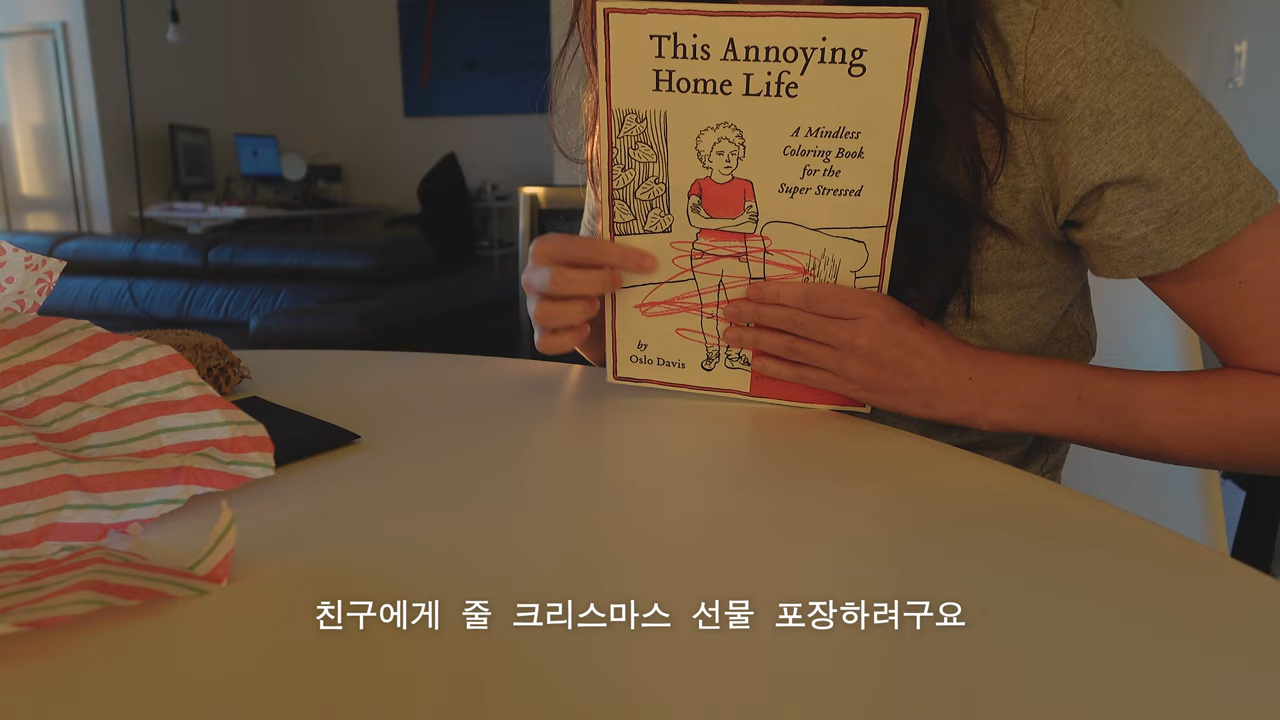 This Annoying
Home Life
A Mindless
Coloring Book
for the
Super Stressed
by
Oslo Davis
친구에게 줄 크리스마스 선물 포장하려구요